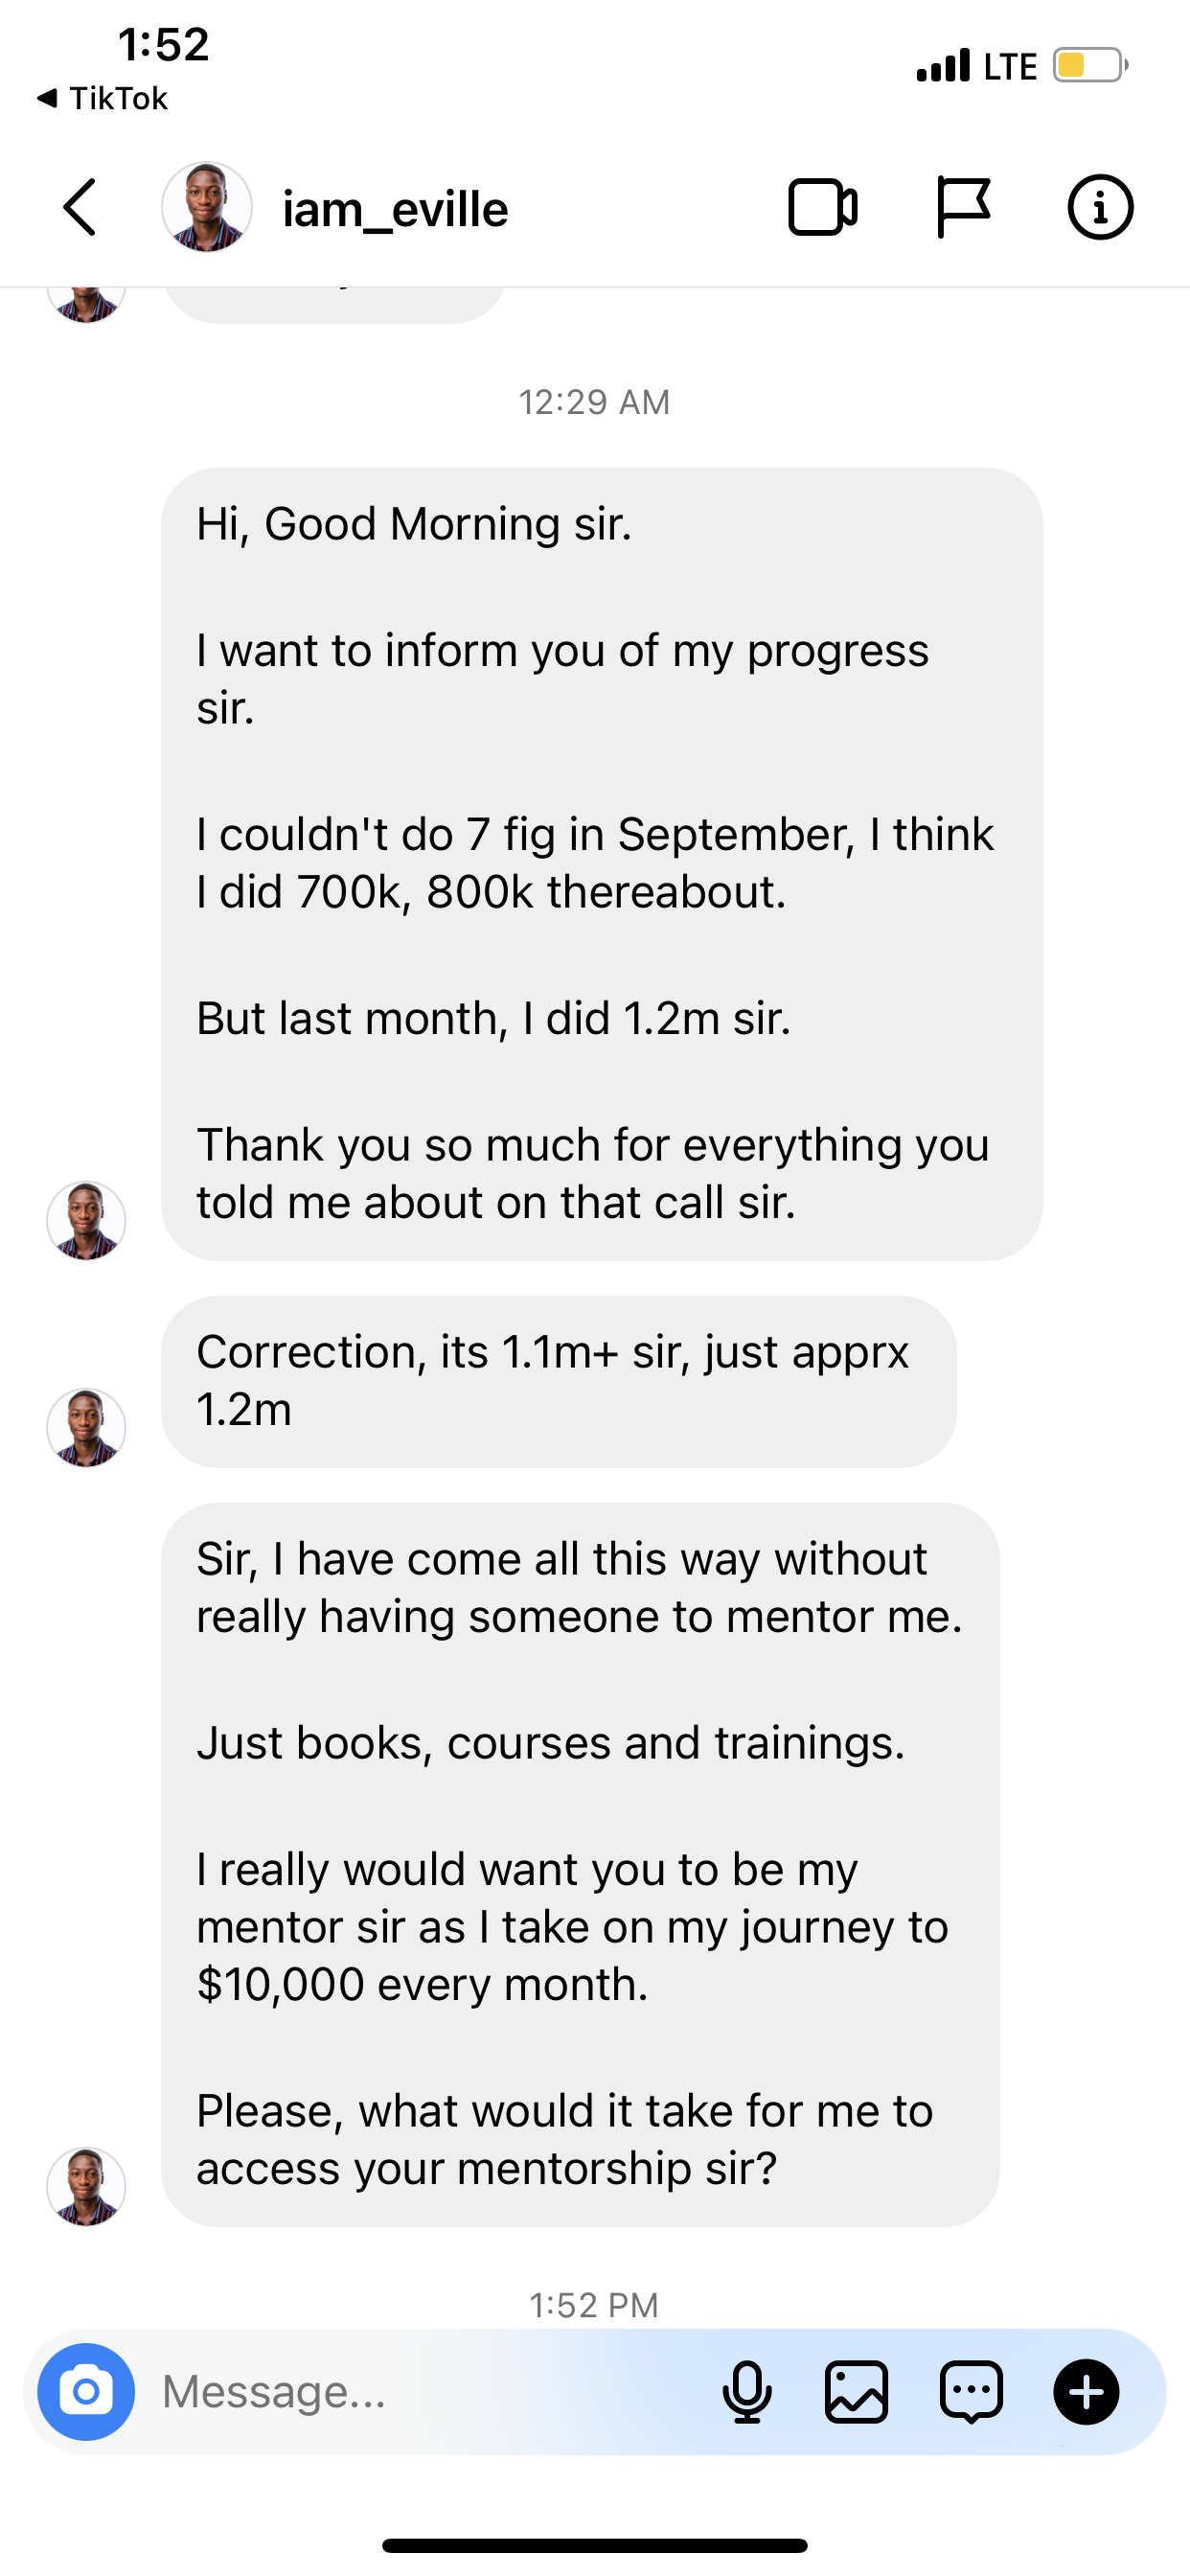 1:52
LTE
◀ TikTok
iam_eville
12:29 AM
Hi, Good Morning sir.
I want to inform you of my progress
sir.
I couldn't do 7 fig in September, I think
I did 700k, 800k thereabout.
But last month, I did 1.2m sir.
Thank you so much for everything you
told me about on that call sir.
Correction, its 1.1m+ sir, just apprx
1.2m
Sir, I have come all this way without
really having someone to mentor me.
Just books, courses and trainings.
I really would want you to be my
mentor sir as I take on my journey to
$10,000 every month.
Please, what would it take for me to
access your mentorship sir?
1:52 PM
Message...